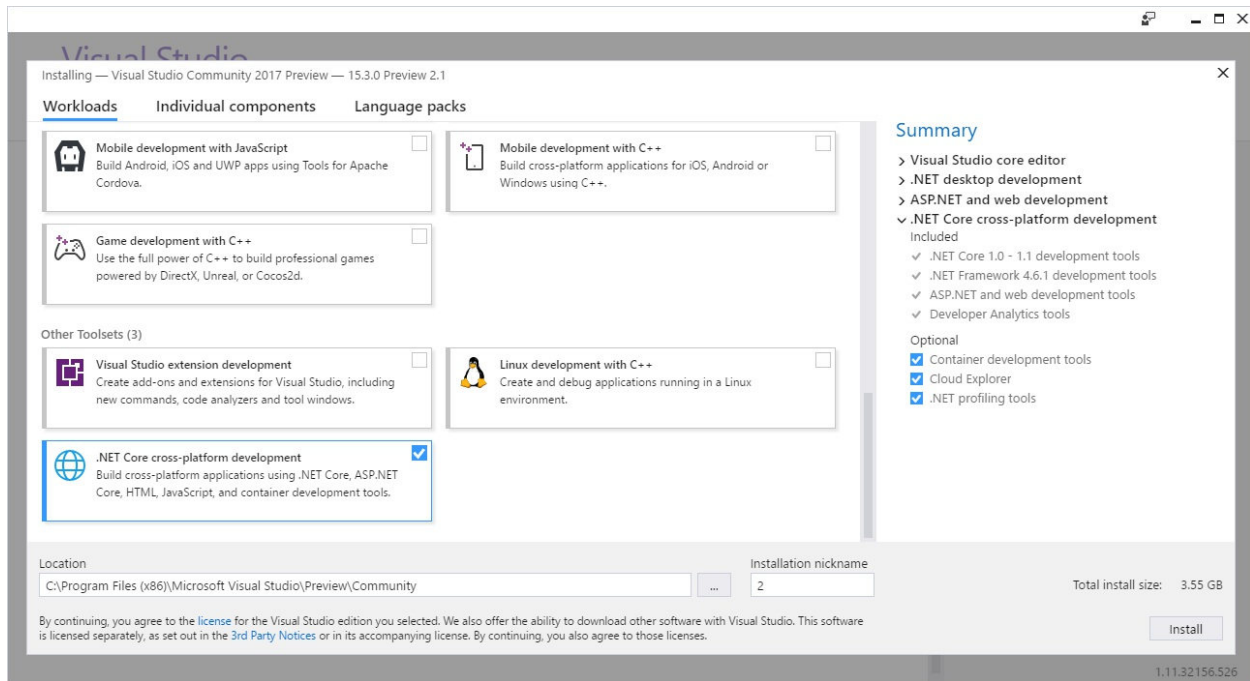 Visual Studio
Installing — Visual Studio Community 2017 Preview — 15.3.0 Preview 2.1
Workloads
Individual components
Language packs
Mobile development with JavaScript
Build Android, iOS and UWP apps using Tools for Apache
Cordova.
Mobile development with C++
Build cross-platform applications for iOS, Android or
Windows using C++.
Game development with C++
Use the full power of C++ to build professional games
powered by DirectX, Unreal, or Cocos2d.
Other Toolsets (3)
Visual Studio extension development
Create add-ons and extensions for Visual Studio, including
new commands, code analyzers and tool windows.
Linux development with C++
Create and debug applications running in a Linux
environment.
.NET Core cross-platform development
Build cross-platform applications using .NET Core, ASP.NET
Core, HTML, JavaScript, and container development tools.
Summary
Visual Studio core editor
.NET desktop development
ASP.NET and web development
.NET Core cross-platform development
Included
.NET Core 1.0 - 1.1 development tools
.NET Framework 4.6.1 development tools
ASP.NET and web development tools
Developer Analytics tools
Optional
Container development tools
Cloud Explorer
.NET profiling tools
Location
C:\Program Files (x86)\Microsoft Visual Studio\Preview\Community
...
Installation nickname
2
Total install size: 3.55 GB
By continuing, you agree to the license for the Visual Studio edition you selected. We also offer the ability to download other software with Visual Studio. This software
is licensed separately, as set out in the 3rd Party Notices or in its accompanying license. By continuing, you also agree to those licenses.
Install
1.11.32156.526